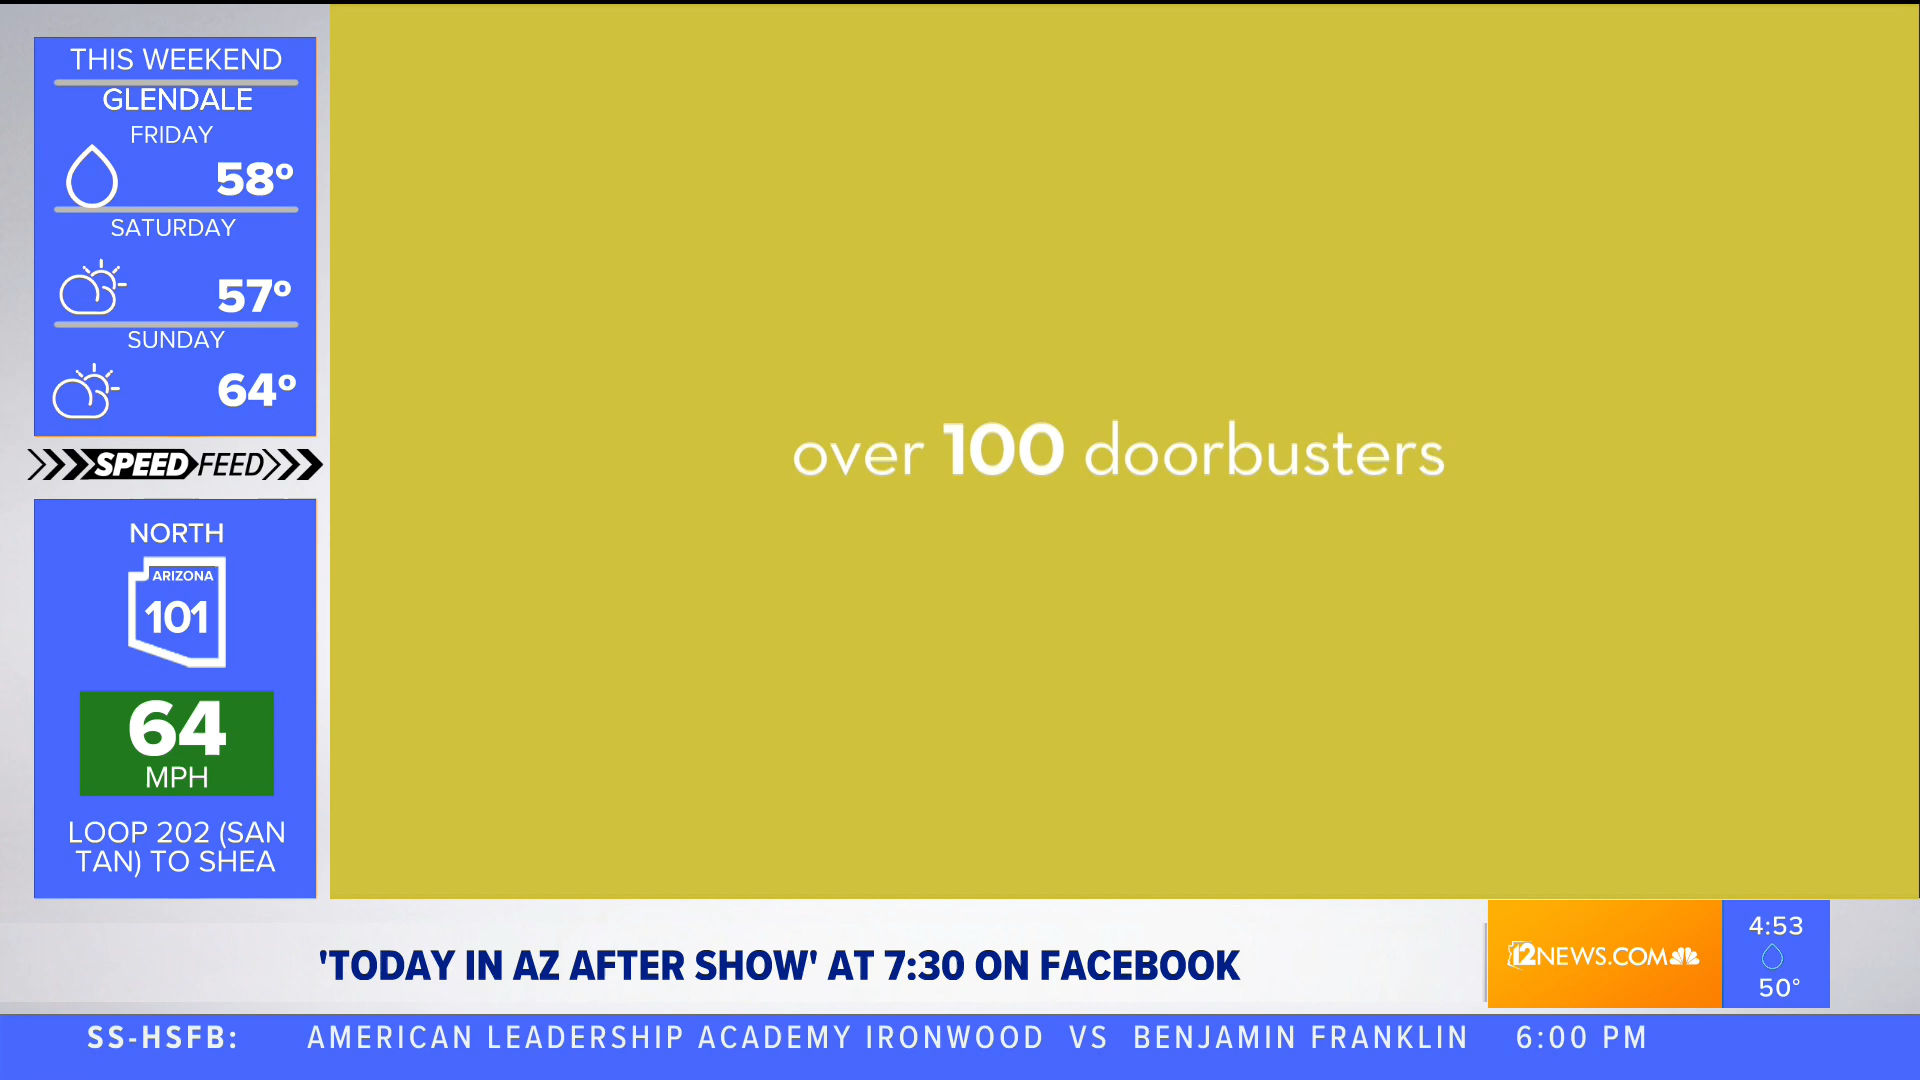 THIS WEEKEND
GLENDALE
FRIDAY
58°
SATURDAY
57°
SUNDAY
64°
SPEED FEED
NORTH
ARIZONA
101
64
MPH
LOOP 202 (SAN
TAN) TO SHEA
over 100 doorbusters
'TODAY IN AZ AFTER SHOW' AT 7:30 ON FACEBOOK
12NEWS.COM
4:53
50°
SS-HSFB: AMERICAN LEADERSHIP ACADEMY IRONWOOD VS BENJAMIN FRANKLIN 6:00 PM